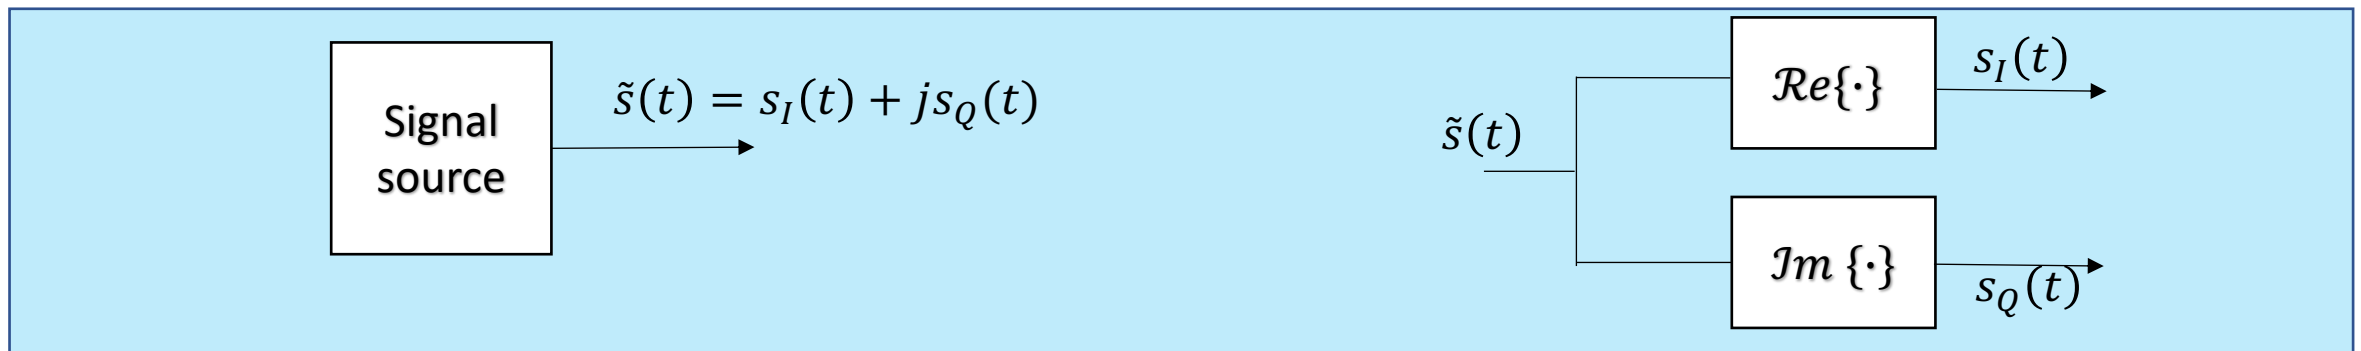 Signal
source
s̃(t) = s_I(t) + js_Q(t)
s̃(t)
ℛe{·}
s_I(t)
ℐm {·}
s_Q(t)